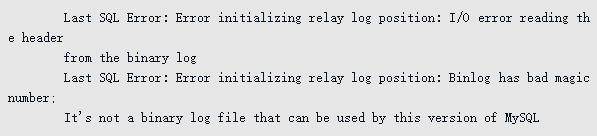 Last SQL Error: Error initializing relay log position: I/O error reading th
e header
from the binary log
Last SQL Error: Error initializing relay log position: Binlog has bad magic
number;
It's not a binary log file that can be used by this version of MySQL